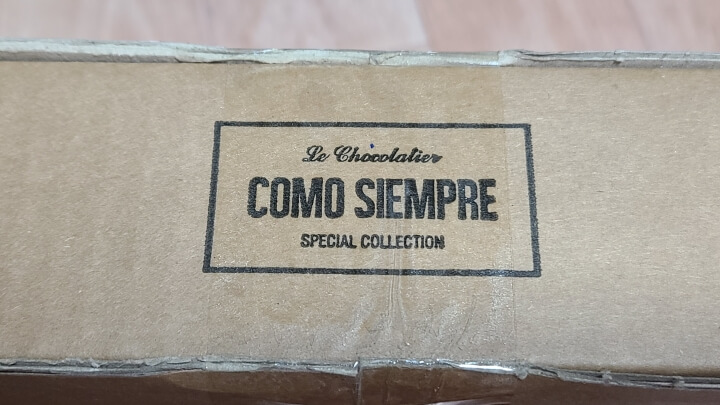 Le Chocolatier
COMO SIEMPRE
SPECIAL COLLECTION